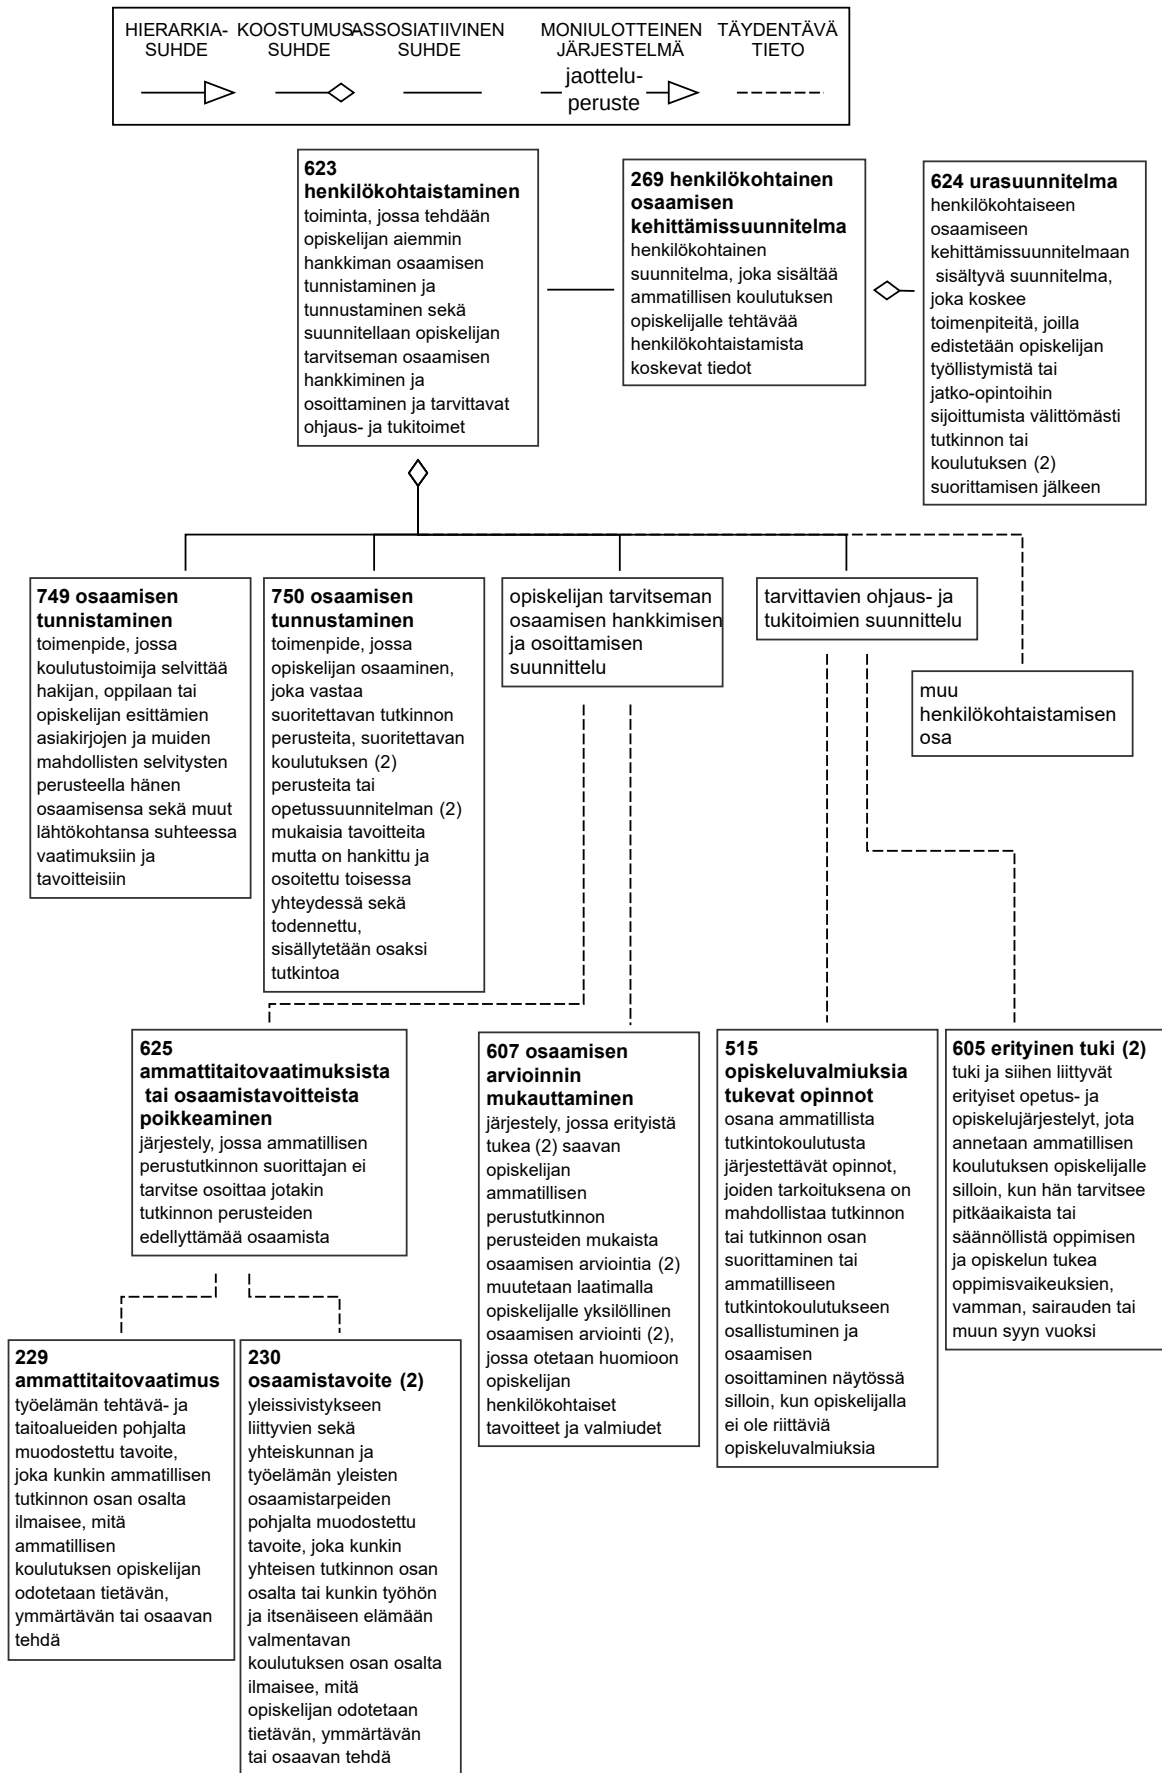 HIERARKIA-
SUHDE
KOOSTUMUS-
SUHDE
ASSOSIATIIVINEN
SUHDE
MONIULOTTEINEN
JÄRJESTELMÄ
jaottelu-
peruste
TÄYDENTÄVÄ
TIETO
623
henkilökohtaistaminen
toiminta, jossa tehdään
opiskelijan aiemmin
hankkiman osaamisen
tunnistaminen ja
tunnustaminen sekä
suunnitellaan opiskelijan
tarvitseman osaamisen
hankkiminen ja
osoittaminen ja tarvittavat
ohjaus- ja tukitoimet
269 henkilökohtainen
osaamisen
kehittämissuunnitelma
henkilökohtainen
suunnitelma, joka sisältää
ammatillisen koulutuksen
opiskelijalle tehtävää
henkilökohtaistamista
koskevat tiedot
624 urasuunnitelma
henkilökohtaiseen
osaamiseen
kehittämissuunnitelmaan
sisältyvä suunnitelma,
joka koskee
toimenpiteitä, joilla
edistetään opiskelijan
työllistymistä tai
jatko-opintoihin
sijoittumista välittömästi
tutkinnon tai
koulutuksen (2)
suorittamisen jälkeen
749 osaamisen
tunnistaminen
toimenpide, jossa
koulutustoimija selvittää
hakijan, oppilaan tai
opiskelijan esittämien
asiakirjojen ja muiden
mahdollisten selvitysten
perusteella hänen
osaamisensa sekä muut
lähtökohtansa suhteessa
vaatimuksiin ja
tavoitteisiin
750 osaamisen
tunnustaminen
toimenpide, jossa
opiskelijan osaaminen,
joka vastaa
suoritettavan tutkinnon
perusteita, suoritettavan
koulutuksen (2)
perusteita tai
opetussuunnitelman (2)
mukaisia tavoitteita
mutta on hankittu ja
osoitettu toisessa
yhteydessä sekä
todennettu,
sisällytetään osaksi
tutkintoa
opiskelijan tarvitseman
osaamisen hankkimisen
ja osoittamisen
suunnittelu
tarvittavien ohjaus- ja
tukitoimien suunnittelu
muu
henkilökohtaistamisen
osa
625
ammattitaitovaatimuksista
tai osaamistavoitteista
poikkeaminen
järjestely, jossa ammatillisen
perustutkinnon suorittajan ei
tarvitse osoittaa jotakin
tutkinnon perusteiden
edellyttämää osaamista
607 osaamisen
arvioinnin
mukauttaminen
järjestely, jossa erityistä
tukea (2) saavan
opiskelijan
ammatillisen
perustutkinnon
perusteiden mukaista
osaamisen arviointia (2)
muutetaan laatimalla
opiskelijalle yksilöllinen
osaamisen arviointi (2),
jossa otetaan huomioon
opiskelijan
henkilökohtaiset
tavoitteet ja valmiudet
515
opiskeluvalmiuksia
tukevat opinnot
osana ammatillista
tutkintokoulutusta
järjestettävät opinnot,
joiden tarkoituksena on
mahdollistaa tutkinnon
tai tutkinnon osan
suorittaminen tai
ammatilliseen
tutkintokoulutukseen
osallistuminen ja
osaamisen
osoittaminen näytössä
silloin, kun opiskelijalla
ei ole riittäviä
opiskeluvalmiuksia
605 erityinen tuki (2)
tuki ja siihen liittyvät
erityiset opetus- ja
opiskelujärjestelyt, jota
annetaan ammatillisen
koulutuksen opiskelijalle
silloin, kun hän tarvitsee
pitkäaikaista tai
säännöllistä oppimisen
ja opiskelun tukea
oppimisvaikeuksien,
vamman, sairauden tai
muun syyn vuoksi
229
ammattitaitovaatimus
työelämän tehtävä- ja
taitoalueiden pohjalta
muodostettu tavoite,
joka kunkin ammatillisen
tutkinnon osan osalta
ilmaisee, mitä
ammatillisen
koulutuksen opiskelijan
odotetaan tietävän,
ymmärtävän tai osaavan
tehdä
230
osaamistavoite (2)
yleissivistykseen
liittyvien sekä
yhteiskunnan ja
työelämän yleisten
osaamistarpeiden
pohjalta muodostettu
tavoite, joka kunkin
yhteisen tutkinnon osan
osalta tai kunkin työhön
ja itsenäiseen elämään
valmentavan
koulutuksen osan osalta
ilmaisee, mitä
opiskelijan odotetaan
tietävän, ymmärtävän
tai osaavan tehdä